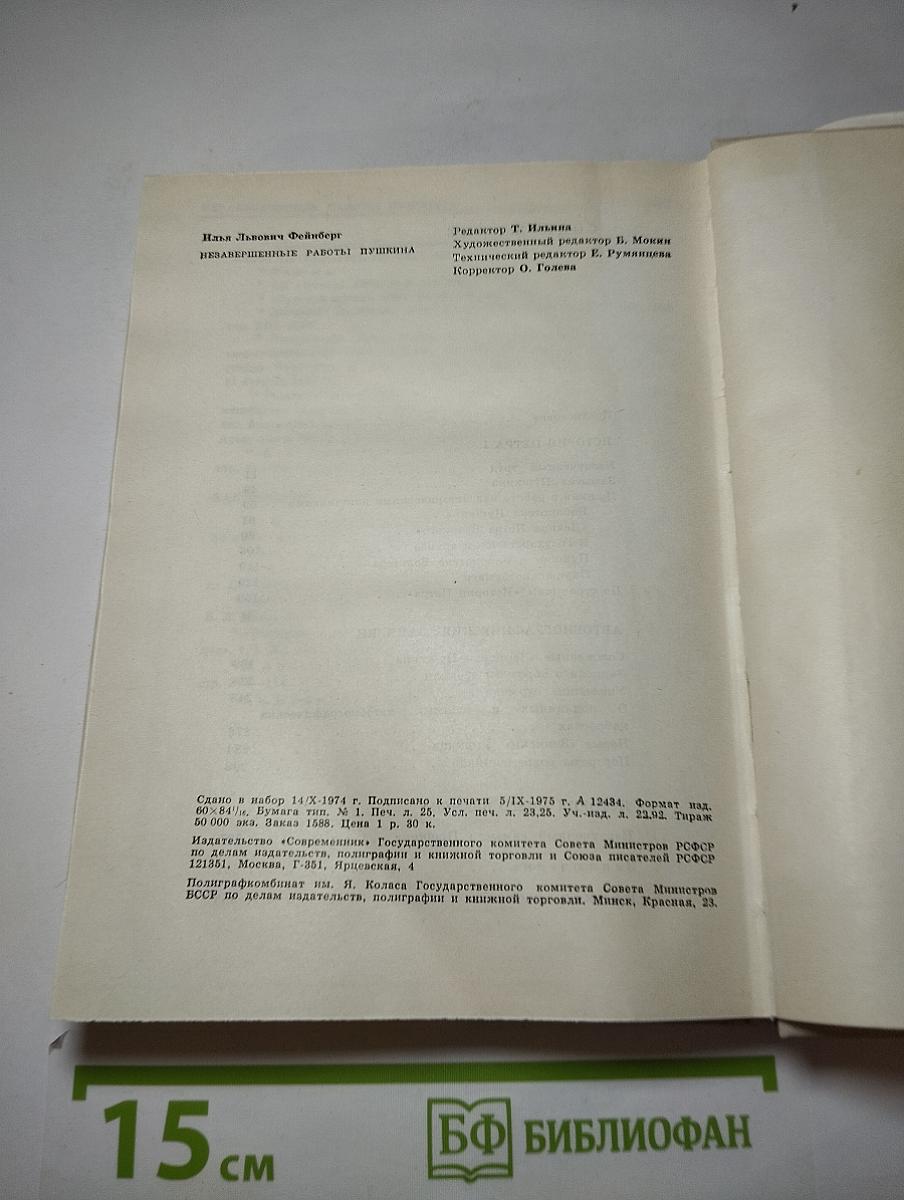 Илья Львович Фейнберг
НЕЗАВЕРШЕННЫЕ РАБОТЫ ПУШКИНА
Редактор Т. Ильина
Художественный редактор Б. Мокин
Технический редактор Е. Румянцева
Корректор О. Голева
Сдано в набор 14/X-1974 г. Подписано к печати 5/IX-1975 г. А 12434. Формат изд.
60×84¹/₁₆. Бумага тип. № 1. Печ. л. 25. Усл. печ. л. 23,25. Уч.-изд. л. 22,92. Тираж
50 000 экз. Заказ 1588. Цена 1 р. 30 к.
Издательство «Современник» Государственного комитета Совета Министров РСФСР
по делам издательств, полиграфии и книжной торговли и Союза писателей РСФСР
121351, Москва, Г-351, Ярцевская, 4
Полиграфкомбинат им. Я. Коласа Государственного комитета Совета Министров
БССР по делам издательств, полиграфии и книжной торговли. Минск, Красная, 23.
15 см
БФ БИБЛИОФАН